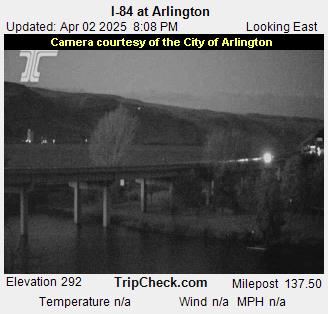 I-84 at Arlington
Updated: Apr 02 2025 8:08 PM Looking East
Camera courtesy of the City of Arlington
Elevation 292 TripCheck.com Milepost 137.50
Temperature n/a Wind n/a MPH n/a